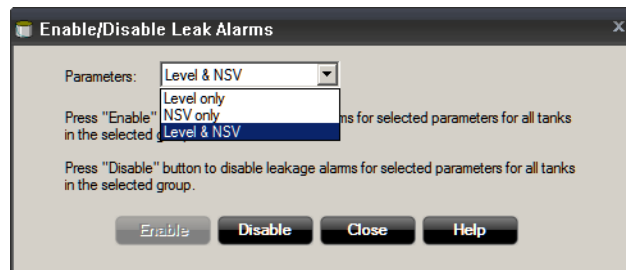 Enable/Disable Leak Alarms
x
Parameters: Level & NSV
Level only
NSV only
Level & NSV
Press "Enable" ms for selected parameters for all tanks
in the selected
Press "Disable" button to disable leakage alarms for selected parameters for all tanks
in the selected group.
Enable Disable Close Help